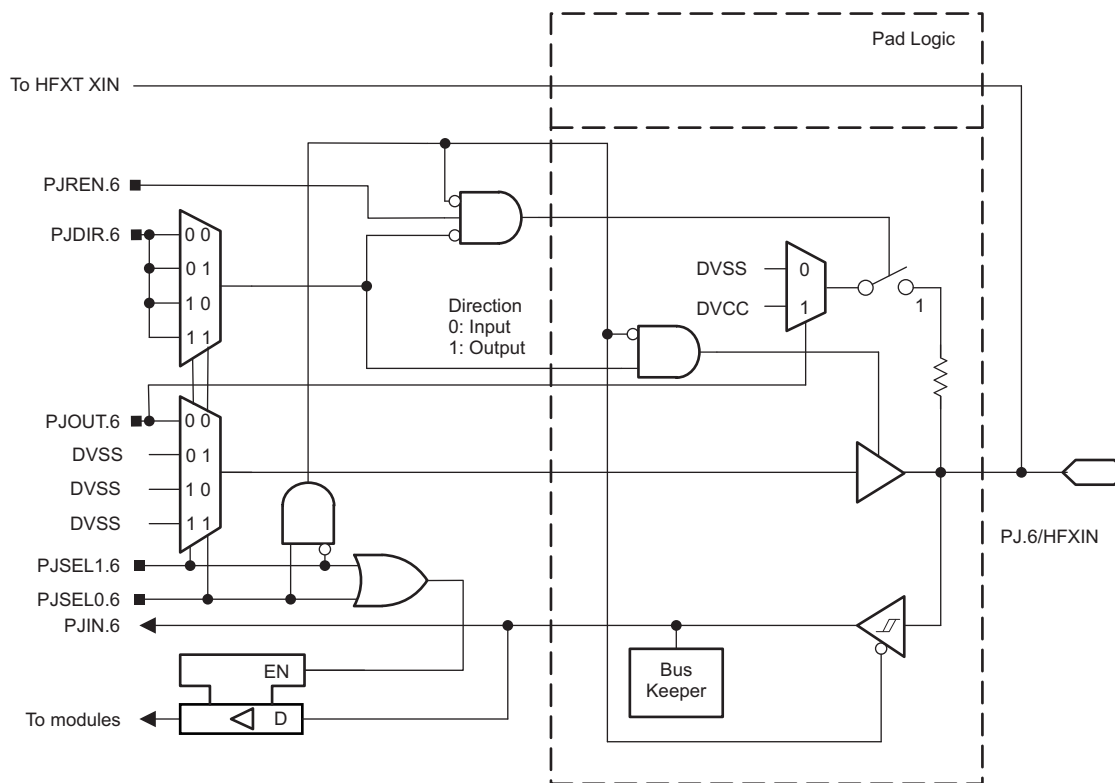 Pad Logic
To HFXT XIN
PJREN.6
PJDIR.6
0 0
0 1
1 0
1 1
Direction
0: Input
1: Output
DVSS
0
DVCC
1
1
PJOUT.6
0 0
DVSS
0 1
DVSS
1 0
DVSS
1 1
PJ.6/HFXIN
PJSEL1.6
PJSEL0.6
PJIN.6
EN
Bus
Keeper
To modules
D